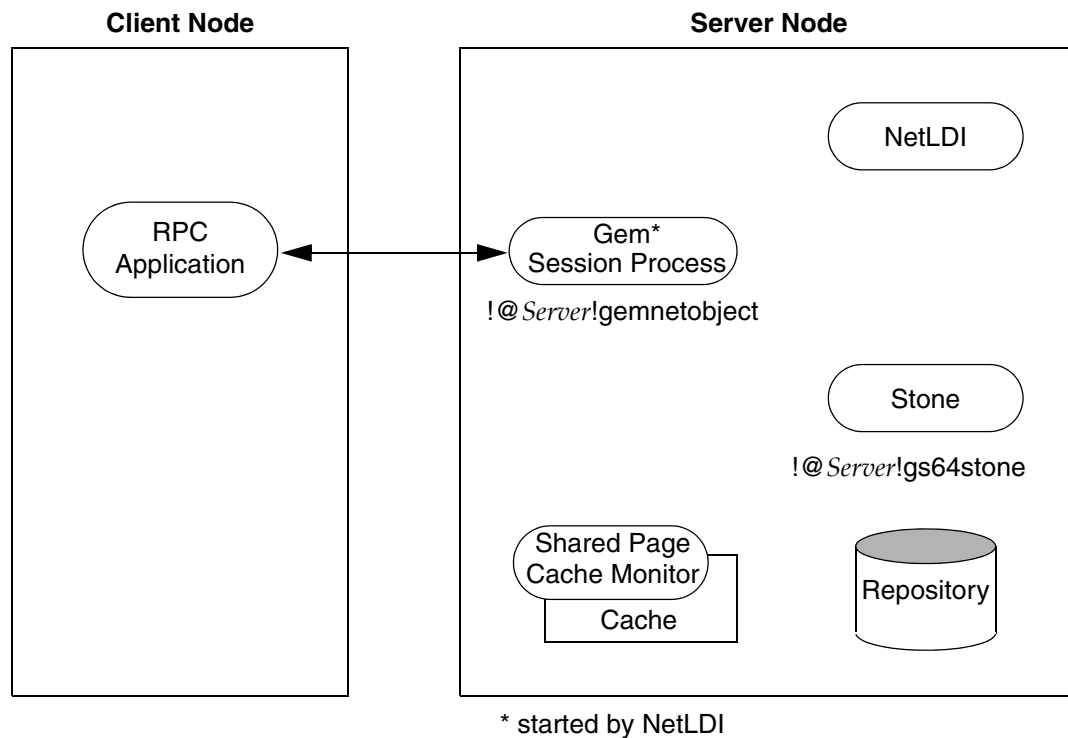 Client Node
Server Node
NetLDI
RPC
Application
Gem*
Session Process
!@Server!gemnetobject
Stone
!@Server!gs64stone
Shared Page
Cache Monitor
Cache
Repository
* started by NetLDI